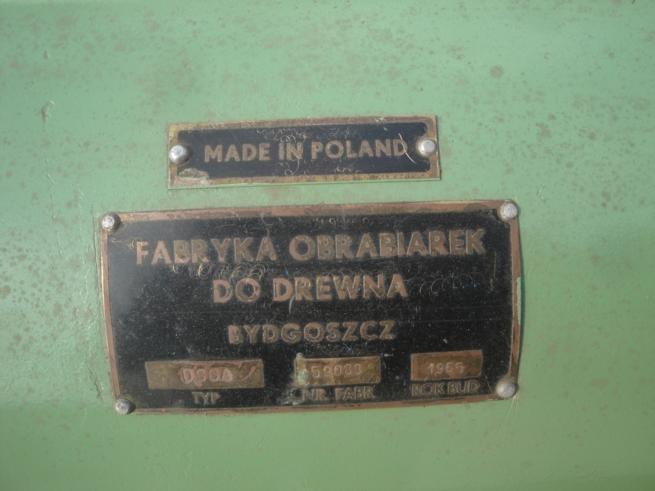 MADE IN POLAND
FABRYKA OBRABIAREK
DO DREWNA
BYDGOSZCZ
TYP
NR. FABR.
ROK BUD.